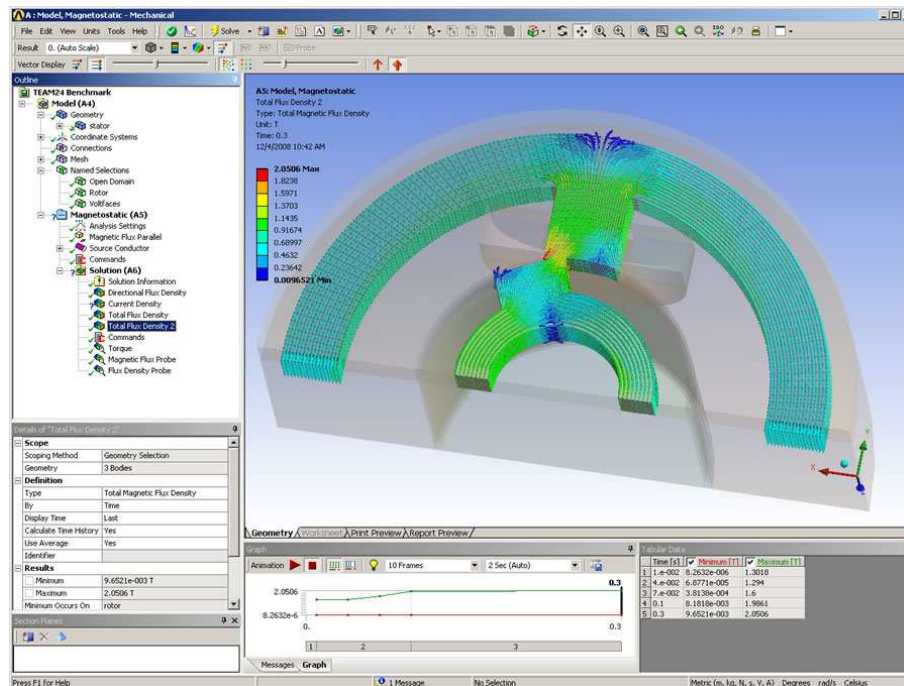 A : Model, Magnetostatic - Mechanical
File Edit View Units Tools Help Solve
Result 0. (Auto Scale) Probe
Vector Display
Outline
TEAM24 Benchmark
Model (A4)
Geometry
stator
Coordinate Systems
Connections
Mesh
Named Selections
Open Domain
Rotor
Voltfaces
Magnetostatic (A5)
Analysis Settings
Magnetic Flux Parallel
Source Conductor
Commands
Solution (A6)
Solution Information
Directional Flux Density
Current Density
Total Flux Density
Total Flux Density 2
Commands
Torque
Magnetic Flux Probe
Flux Density Probe
Details of "Total Flux Density 2"
Scope
Scoping Method Geometry Selection
Geometry 3 Bodies
Definition
Type Total Magnetic Flux Density
By Time
Display Time Last
Calculate Time History Yes
Use Average Yes
Identifier
Results
Minimum 9.6521e-003 T
Maximum 2.0506 T
Minimum Occurs On rotor
Section Planes
A5: Model, Magnetostatic
Total Flux Density 2
Type: Total Magnetic Flux Density
Unit: T
Time: 0.3
12/4/2008 10:42 AM
2.0506 Max
1.8238
1.5971
1.3703
1.1435
0.91674
0.68997
0.4632
0.23642
0.0096521 Min
X Y
Geometry Worksheet Print Preview Report Preview
Graph
Animation 10 Frames 2 Sec (Auto)
0.3
2.0506
8.2632e-6
0. 0.3
1 2 3
Messages Graph
Tabular Data
Time [s] Minimum [T] Maximum [T]
1 1.e-002 8.2632e-006 1.3018
2 4.e-002 6.8771e-005 1.294
3 7.e-002 3.8138e-004 1.6
4 0.1 8.1818e-003 1.9861
5 0.3 9.6521e-003 2.0506
Press F1 for Help 1 Message No Selection Metric (m, kg, N, s, V, A) Degrees rad/s Celsius